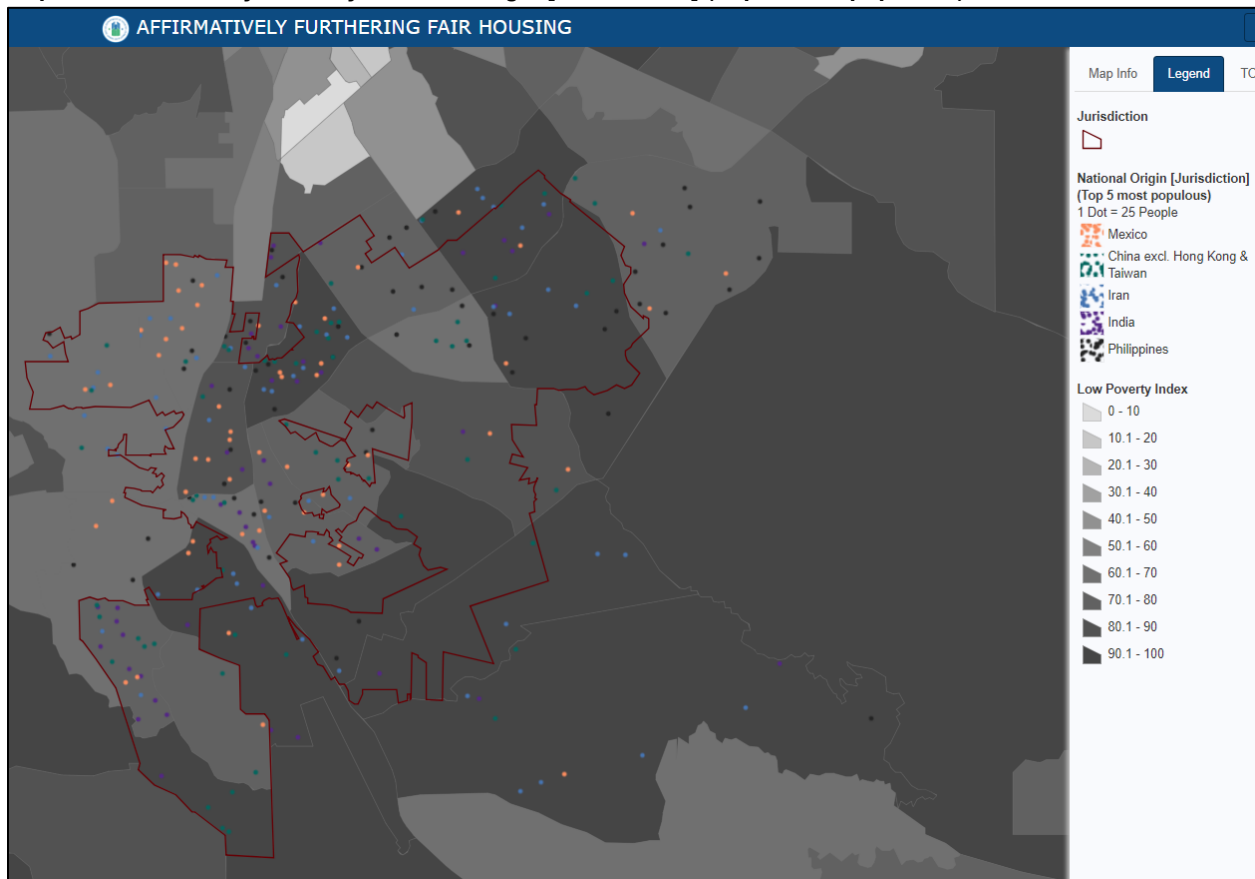 AFFIRMATIVELY FURTHERING FAIR HOUSING
Map Info
Legend
Jurisdiction
National Origin [Jurisdiction]
(Top 5 most populous)
1 Dot = 25 People
Mexico
China excl. Hong Kong &
Taiwan
Iran
India
Philippines
Low Poverty Index
0 - 10
10.1 - 20
20.1 - 30
30.1 - 40
40.1 - 50
50.1 - 60
60.1 - 70
70.1 - 80
80.1 - 90
90.1 - 100